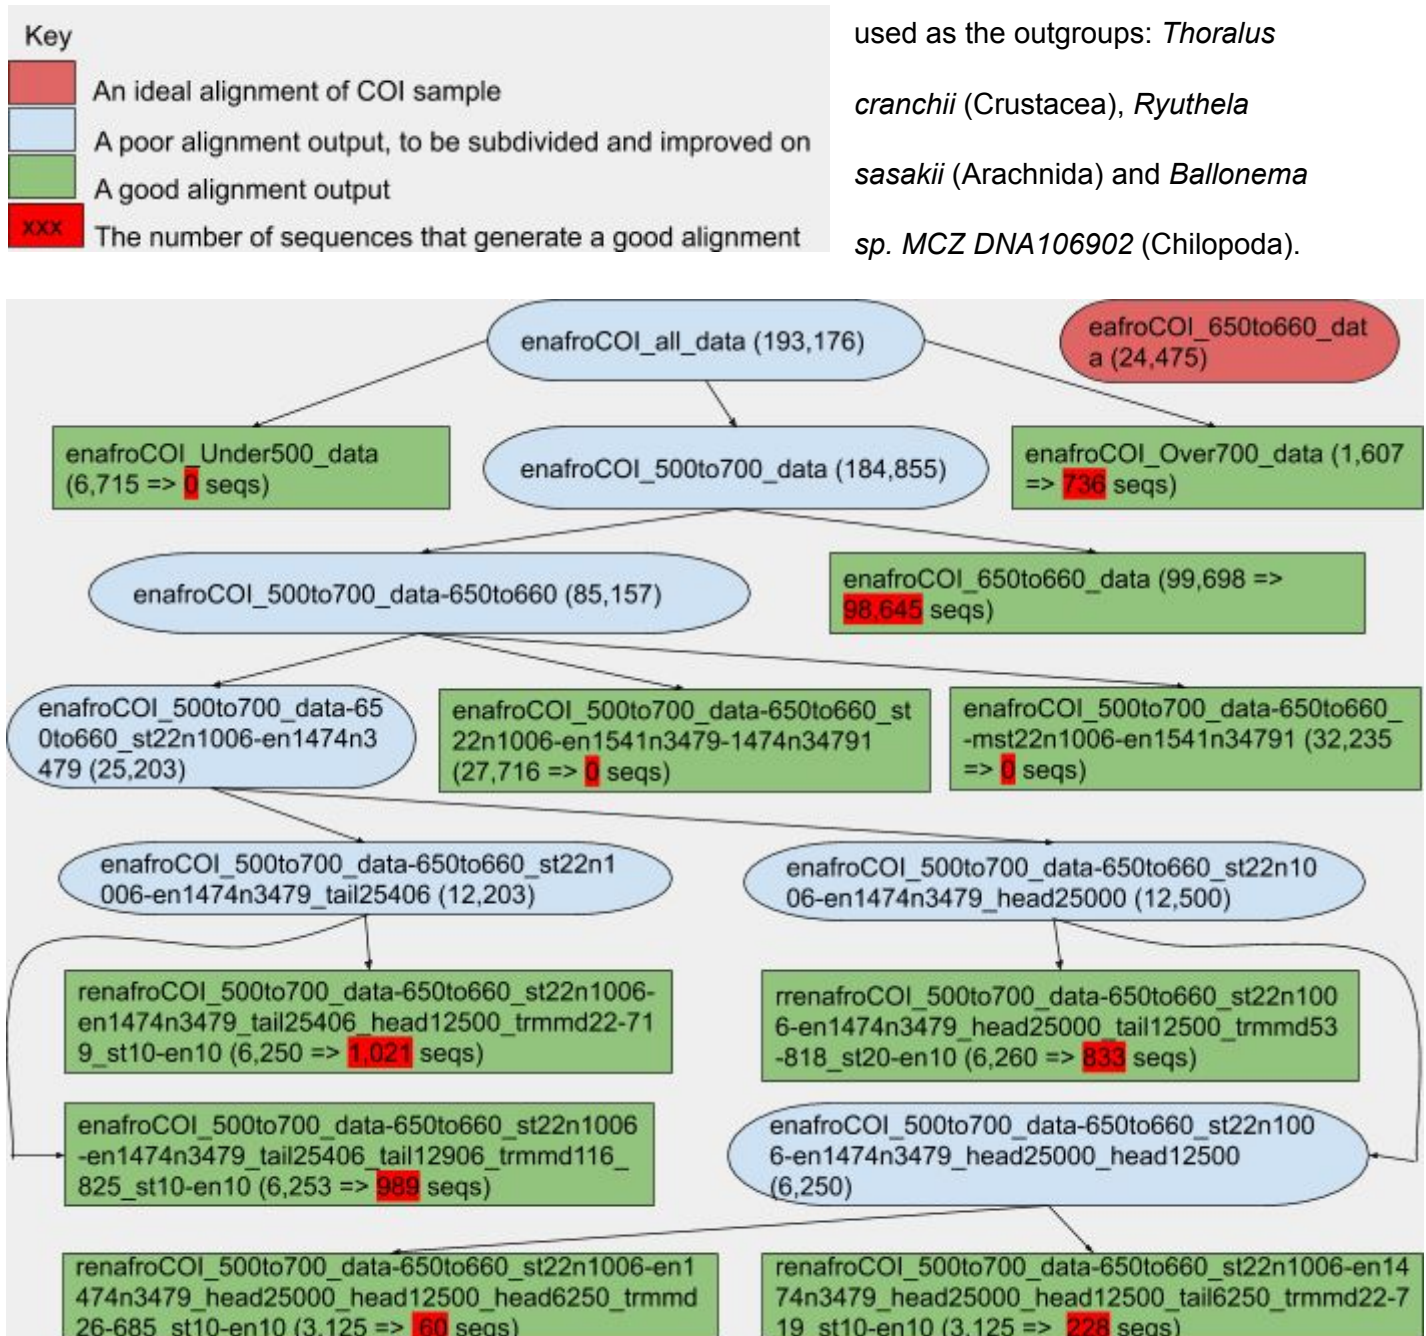 Key
An ideal alignment of COI sample
A poor alignment output, to be subdivided and improved on
A good alignment output
xxx The number of sequences that generate a good alignment
used as the outgroups: Thoralus
cranchii (Crustacea), Ryuthela
sasakii (Arachnida) and Ballonema
sp. MCZ DNA106902 (Chilopoda).
enafroCOI_all_data (193,176)
eafroCOI_650to660_dat
a (24,475)
enafroCOI_Under500_data
(6,715 => 0 seqs)
enafroCOI_500to700_data (184,855)
enafroCOI_Over700_data (1,607
=> 736 seqs)
enafroCOI_500to700_data-650to660 (85,157)
enafroCOI_650to660_data (99,698 =>
98,645 seqs)
enafroCOI_500to700_data-65
0to660_st22n1006-en1474n3
479 (25,203)
enafroCOI_500to700_data-650to660_st
22n1006-en1541n3479-1474n34791
(27,716 => 0 seqs)
enafroCOI_500to700_data-650to660_
-mst22n1006-en1541n34791 (32,235
=> 0 seqs)
enafroCOI_500to700_data-650to660_st22n1
006-en1474n3479_tail25406 (12,203)
enafroCOI_500to700_data-650to660_st22n10
06-en1474n3479_head25000 (12,500)
renafroCOI_500to700_data-650to660_st22n1006-
en1474n3479_tail25406_head12500_trmmd22-71
9_st10-en10 (6,250 => 1,021 seqs)
rrenafroCOI_500to700_data-650to660_st22n100
6-en1474n3479_head25000_tail12500_trmmd53
-818_st20-en10 (6,260 => 833 seqs)
enafroCOI_500to700_data-650to660_st22n1006
-en1474n3479_tail25406_tail12906_trmmd116_
825_st10-en10 (6,253 => 989 seqs)
enafroCOI_500to700_data-650to660_st22n100
6-en1474n3479_head25000_head12500
(6,250)
renafroCOI_500to700_data-650to660_st22n1006-en1
474n3479_head25000_head12500_head6250_trmmd
26-685_st10-en10 (3,125 => 60 seqs)
renafroCOI_500to700_data-650to660_st22n1006-en14
74n3479_head25000_head12500_tail6250_trmmd22-7
19_st10-en10 (3,125 => 228 seqs)